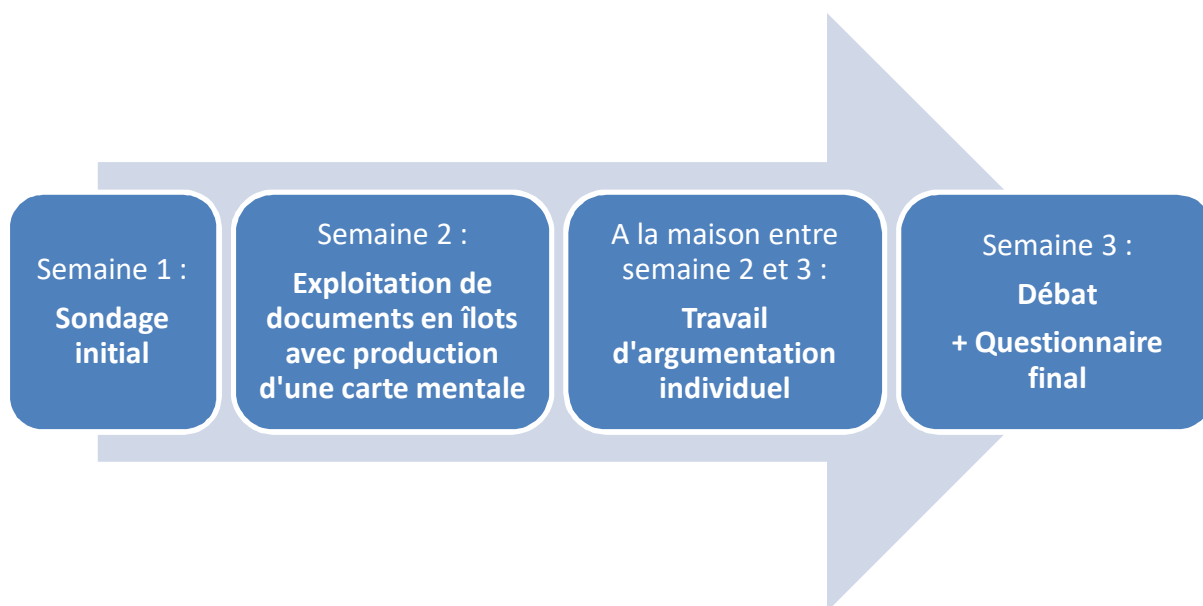 Semaine 1 :
Sondage
initial
Semaine 2 :
Exploitation de
documents en îlots
avec production
d'une carte mentale
A la maison entre
semaine 2 et 3 :
Travail
d'argumentation
individuel
Semaine 3 :
Débat
+ Questionnaire
final